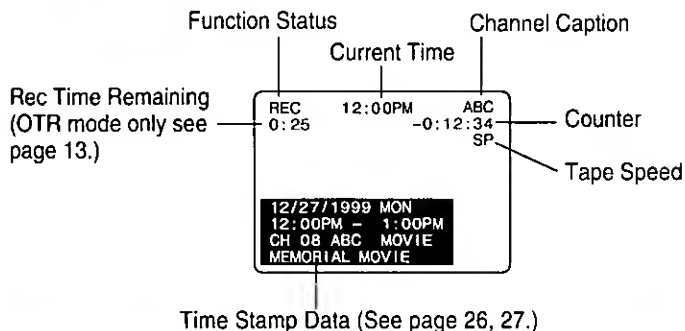 Function Status
Channel Caption
Current Time
Rec Time Remaining
(OTR mode only see
page 13.)
REC 12:00PM ABC
0:25 -0:12:34
SP
Counter
Tape Speed
12/27/1999 MON
12:00PM - 1:00PM
CH 08 ABC MOVIE
MEMORIAL MOVIE
Time Stamp Data (See page 26, 27.)